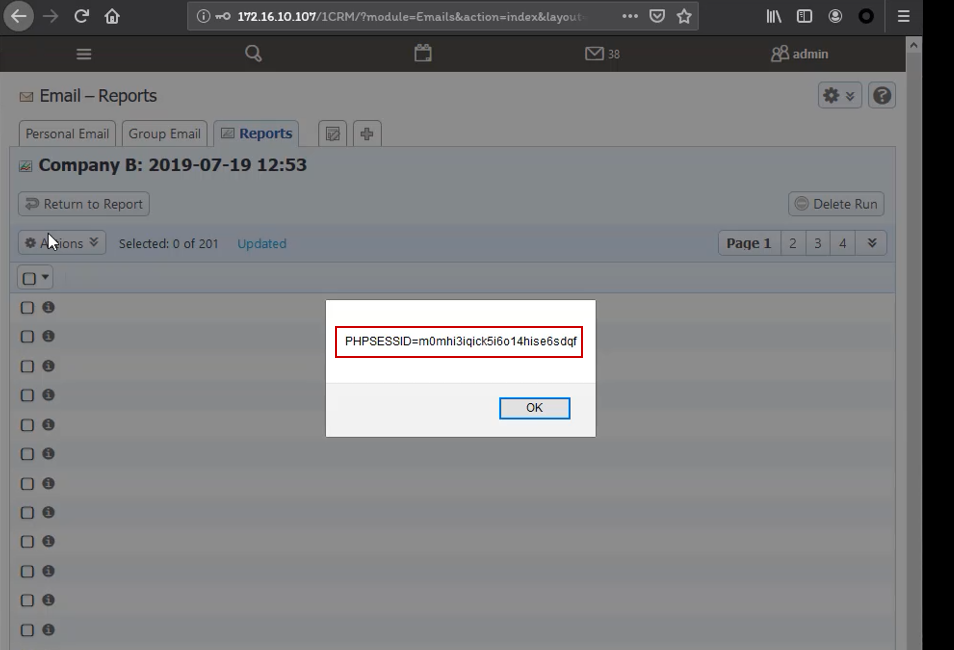 172.16.10.107/1CRM/?module=Emails&action=index&layout=
38
admin
Email – Reports
Personal Email
Group Email
Reports
Company B: 2019-07-19 12:53
Return to Report
Delete Run
Actions
Selected: 0 of 201
Updated
Page 1
2
3
4
PHPSESSID=m0mhi3iqick5i6o14hise6sdqf
OK